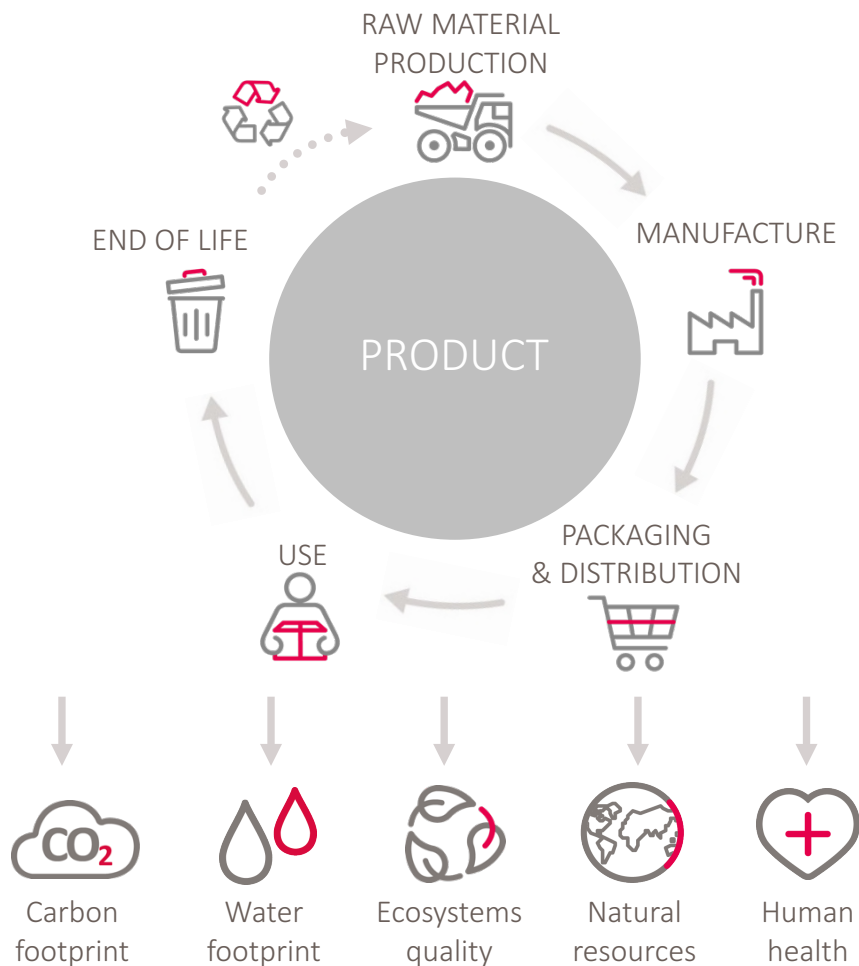 RAW MATERIAL
PRODUCTION
END OF LIFE
MANUFACTURE
PRODUCT
USE
PACKAGING
& DISTRIBUTION
CO2
Carbon
footprint
Water
footprint
Ecosystems
quality
Natural
resources
Human
health